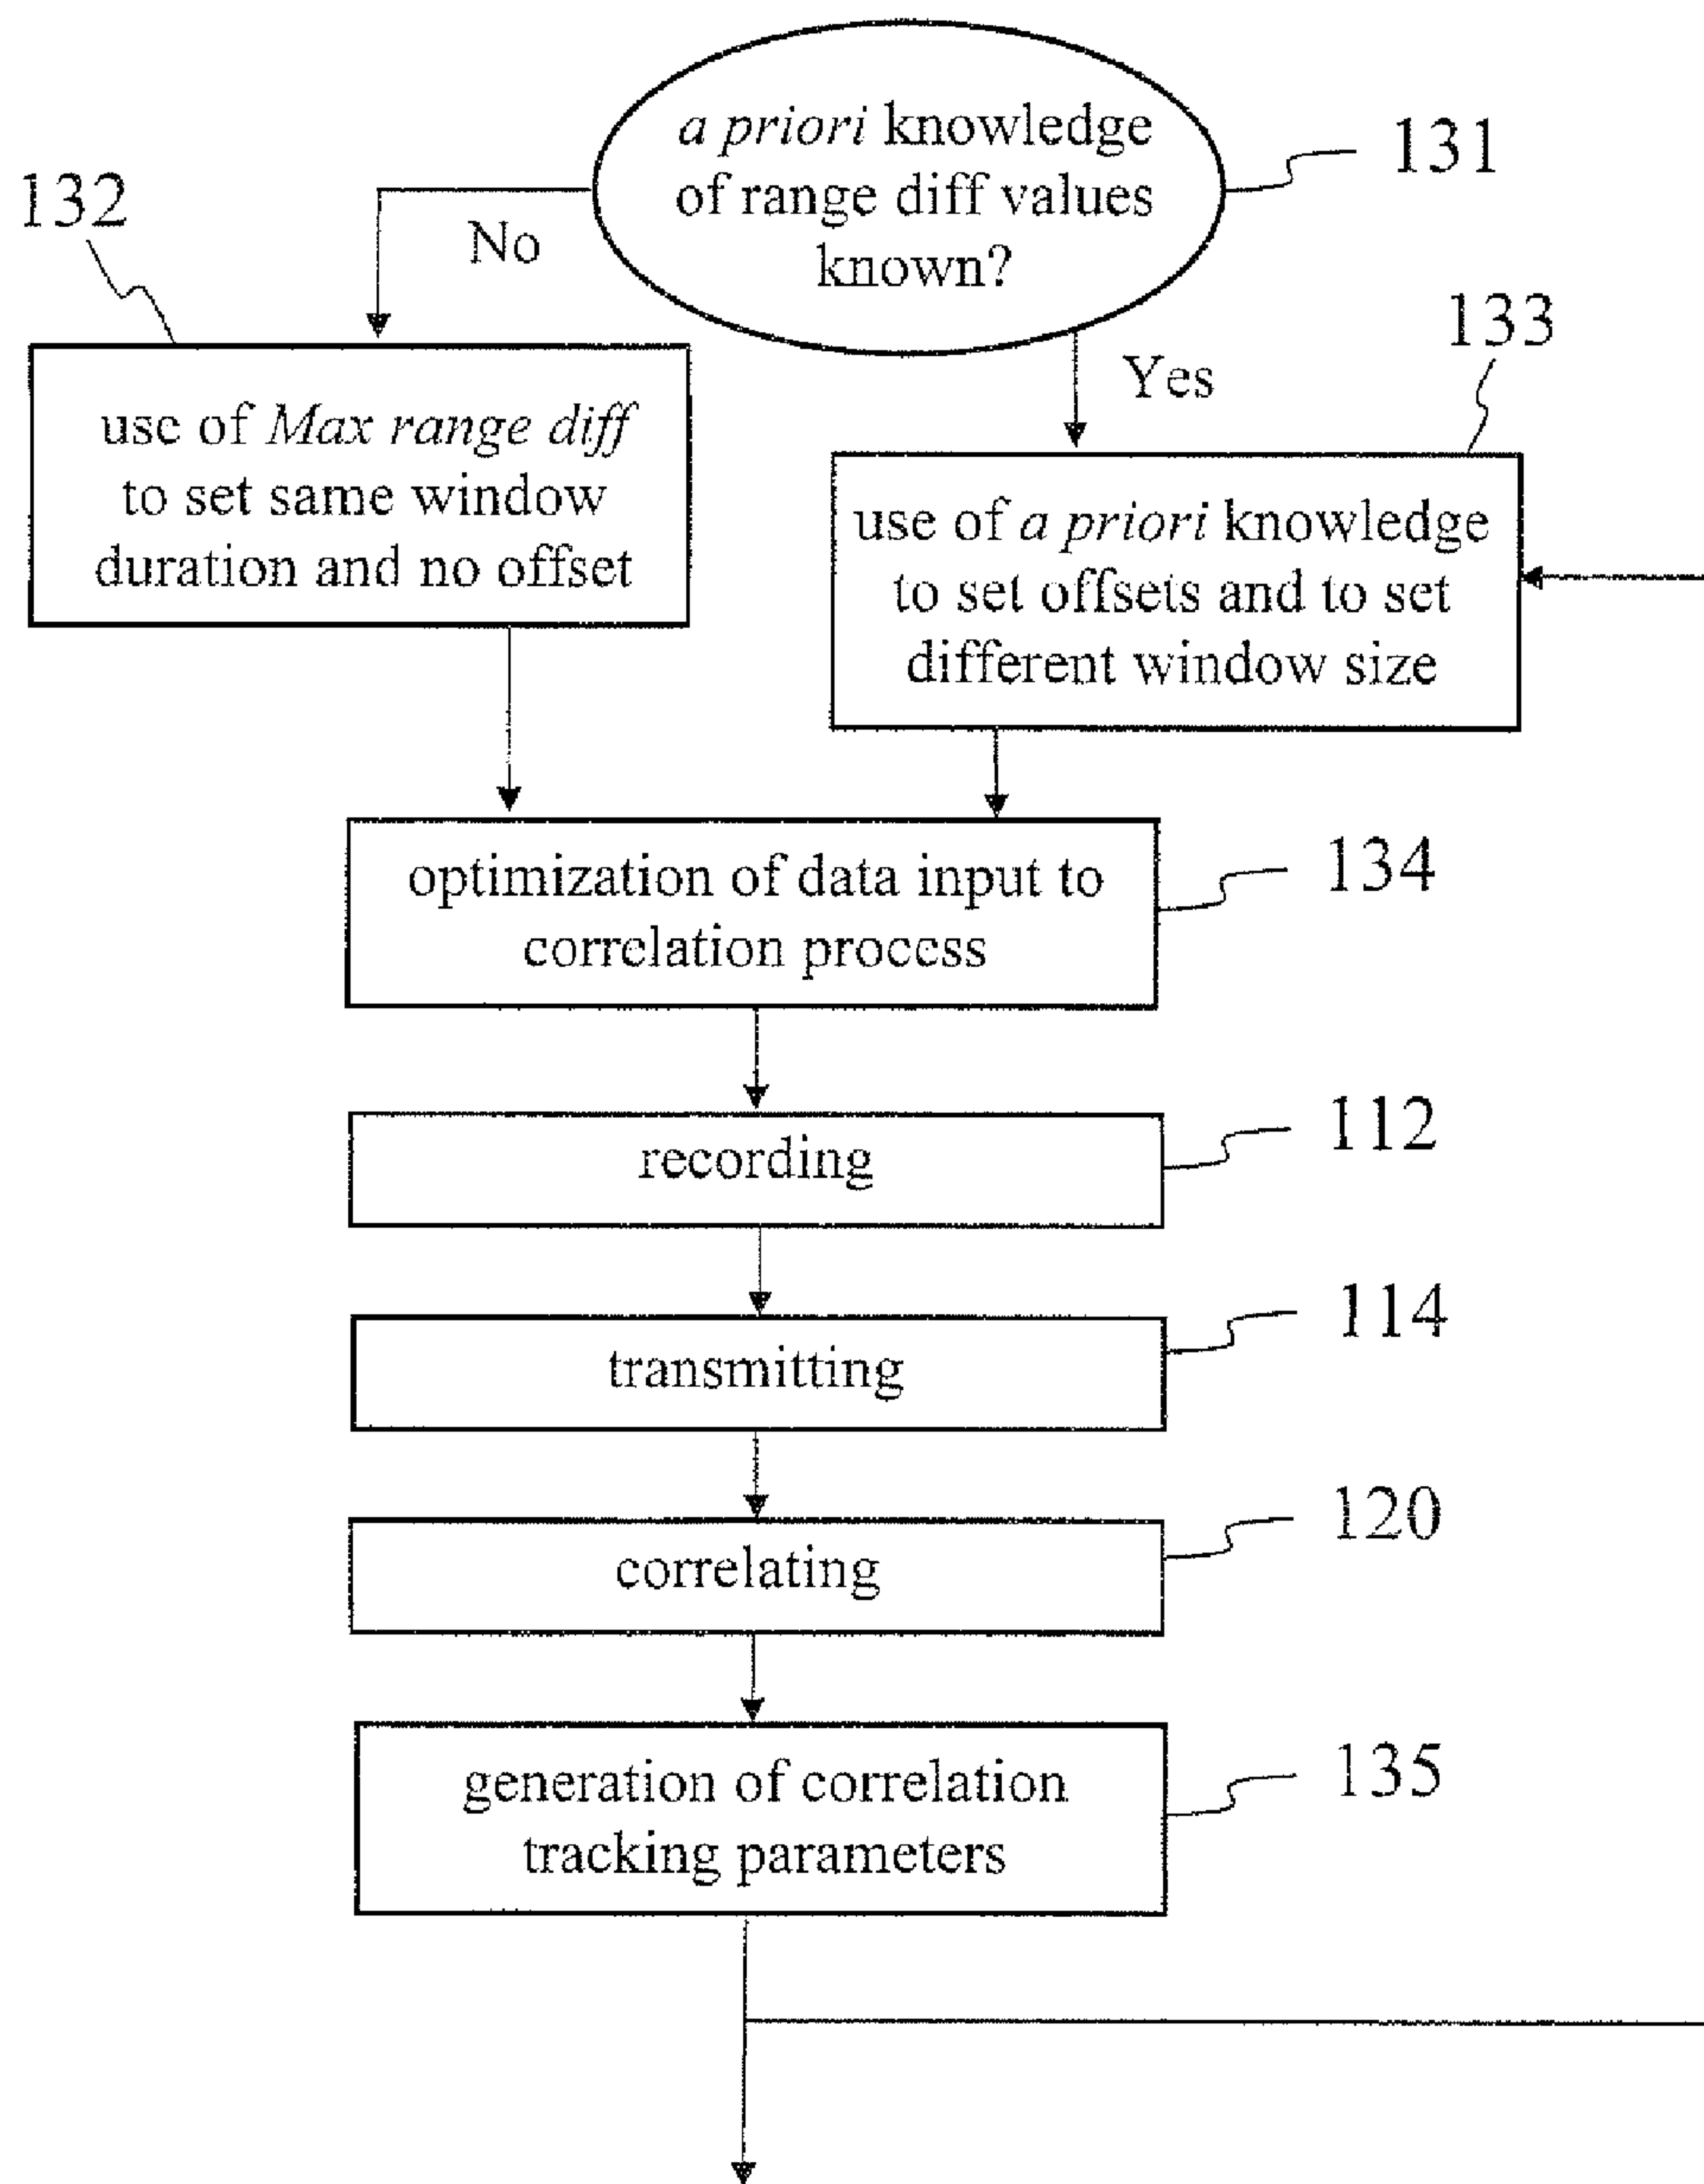 a priori knowledge
of range diff values
known?
131
132
No
Yes
133
use of Max range diff
to set same window
duration and no offset
use of a priori knowledge
to set offsets and to set
different window size
optimization of data input to
correlation process
134
recording
112
transmitting
114
correlating
120
generation of correlation
tracking parameters
135